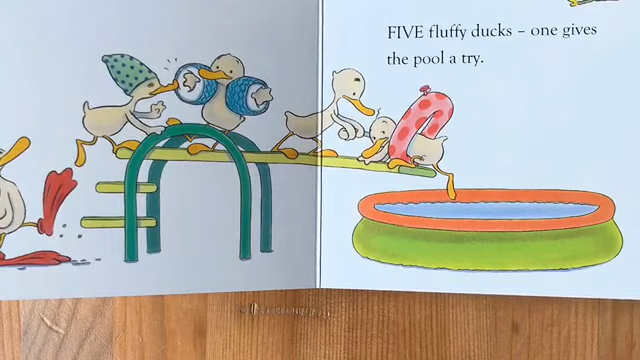 FIVE fluffy ducks – one gives
the pool a try.